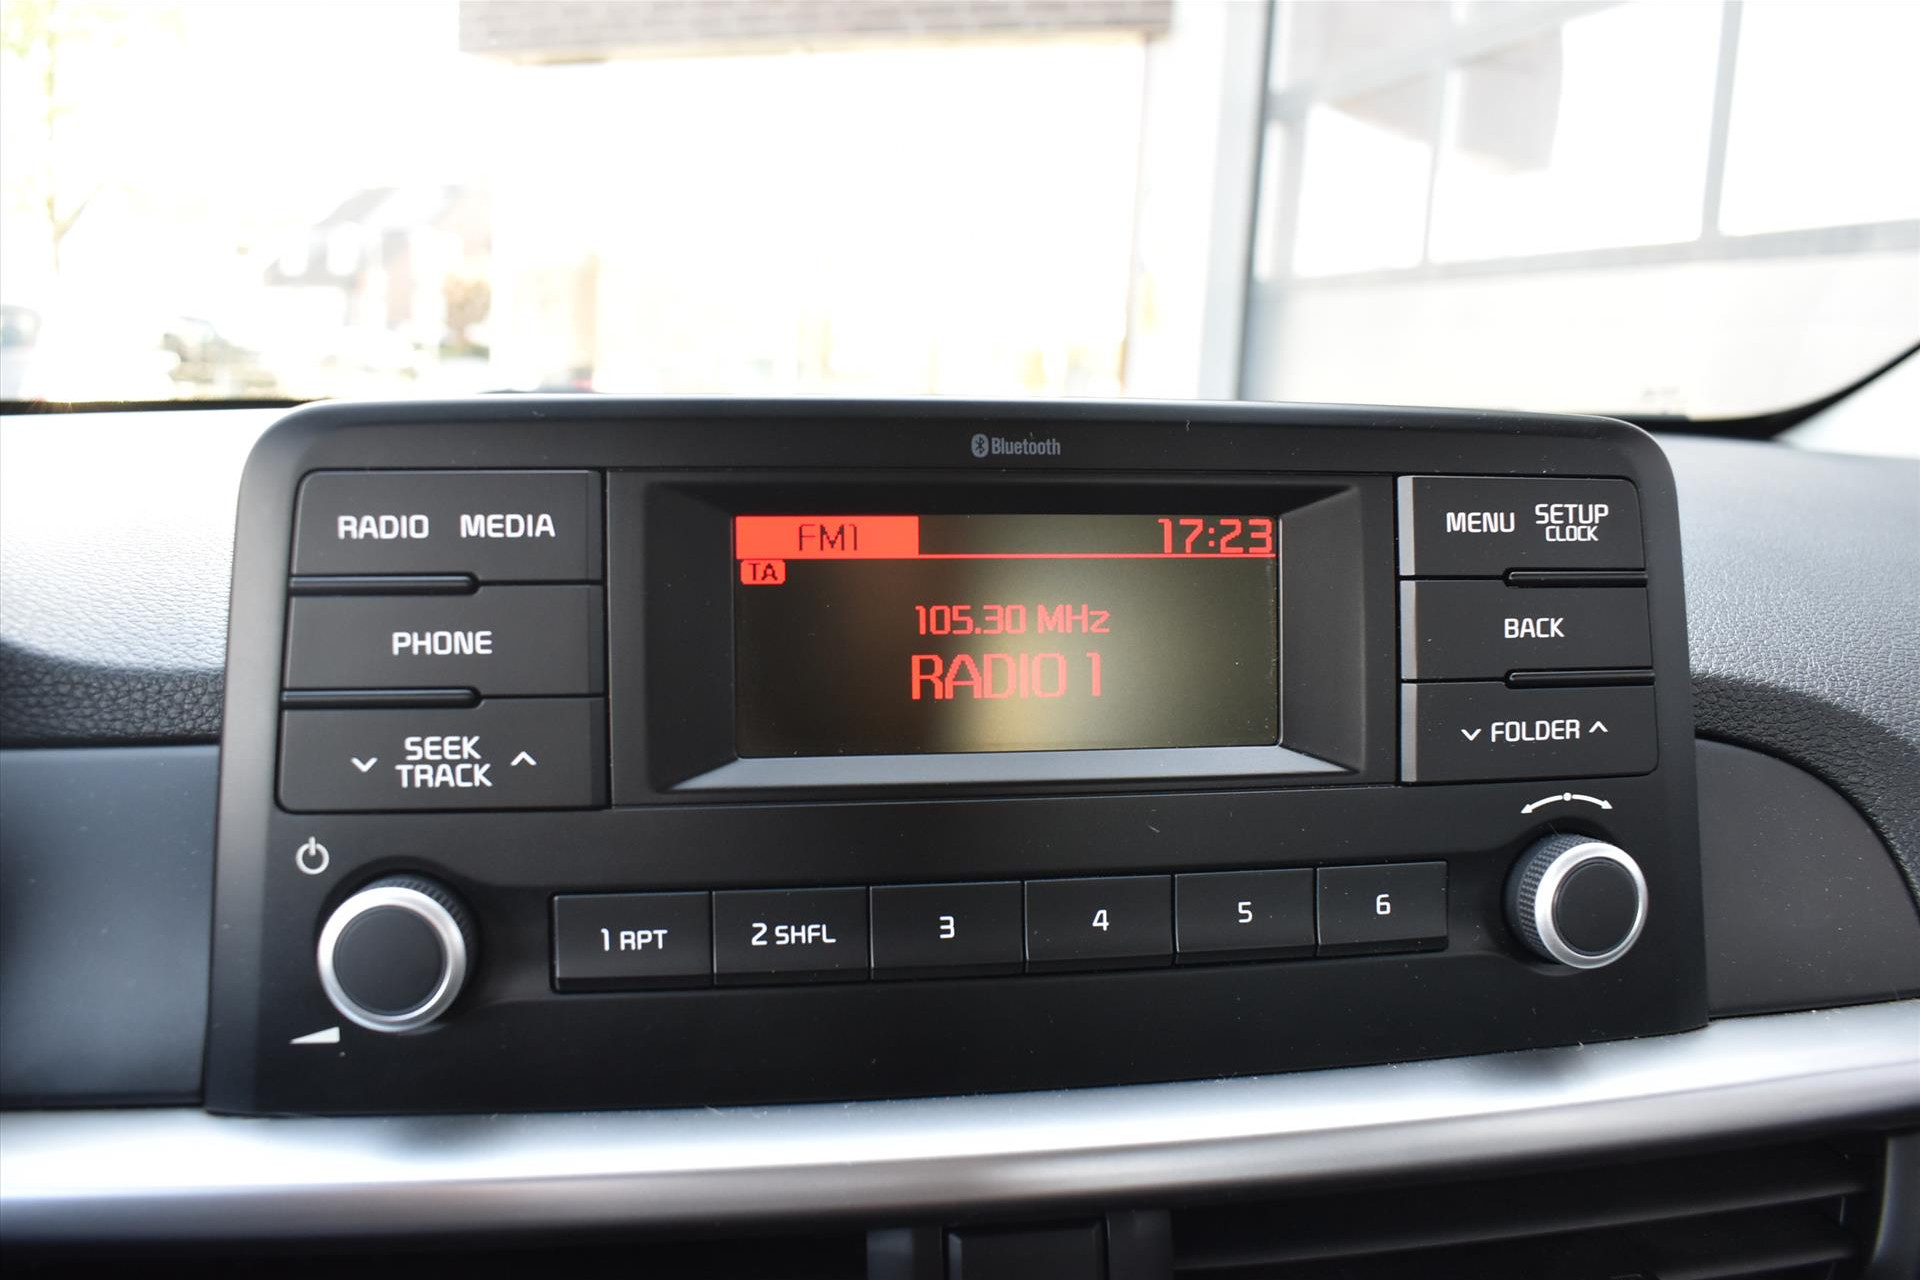 Bluetooth
RADIO MEDIA
PHONE
SEEK
TRACK
FM1 17:23
TA
105.30 MHz
RADIO 1
MENU SETUP
CLOCK
BACK
FOLDER
1 RPT 2 SHFL 3 4 5 6